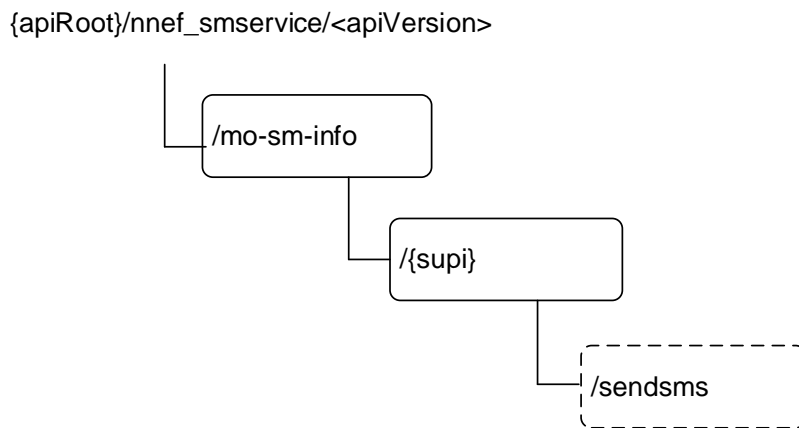 {apiRoot}/nnef_smservice/<apiVersion>
/mo-sm-info
/{supi}
/sendsms